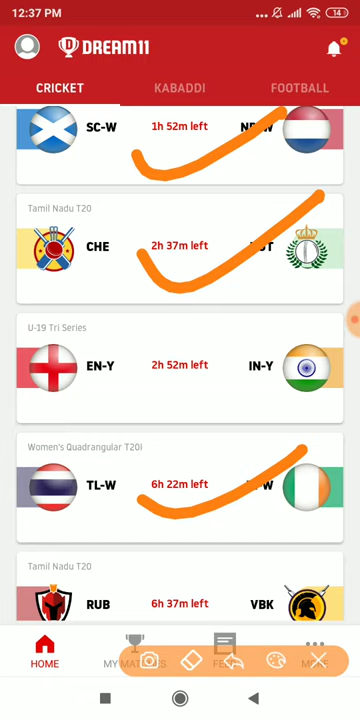 12:37 PM
14
DREAM11
CRICKET KABADDI FOOTBALL
SC-W 1h 52m left
Tamil Nadu T20
CHE 2h 37m left
U-19 Tri Series
EN-Y 2h 52m left IN-Y
Women's Quadrangular T20I
TL-W 6h 22m left
Tamil Nadu T20
RUB 6h 37m left VBK
HOME MY